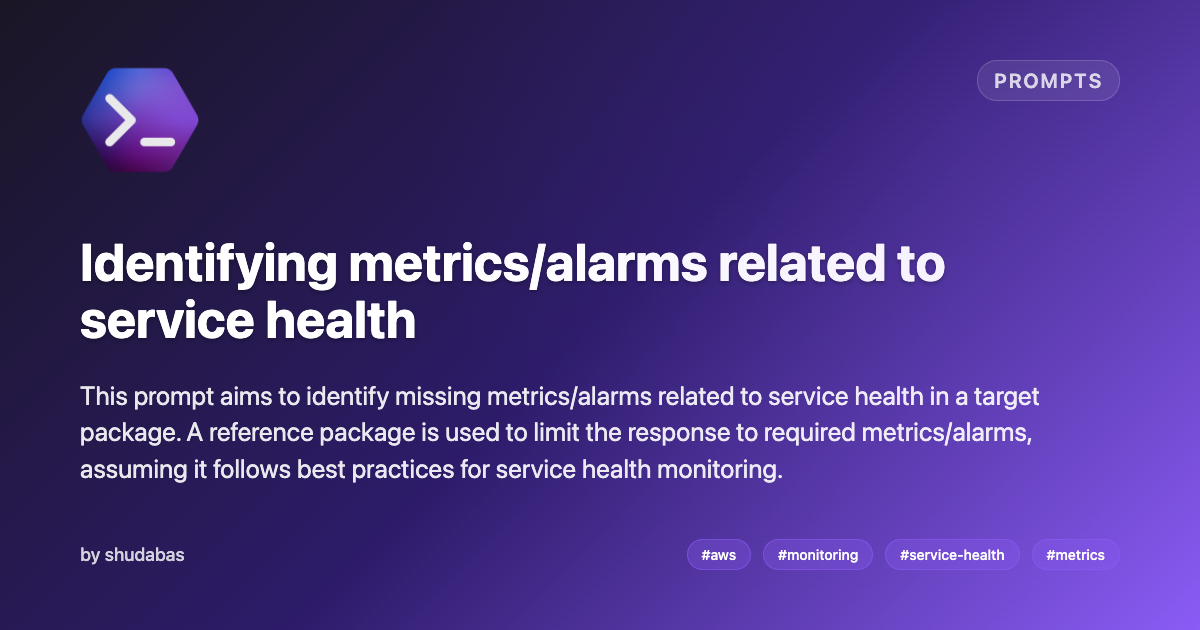 PROMPTS
Identifying metrics/alarms related to
service health
This prompt aims to identify missing metrics/alarms related to service health in a target
package. A reference package is used to limit the response to required metrics/alarms,
assuming it follows best practices for service health monitoring.
by shudabas
#aws
#monitoring
#service-health
#metrics